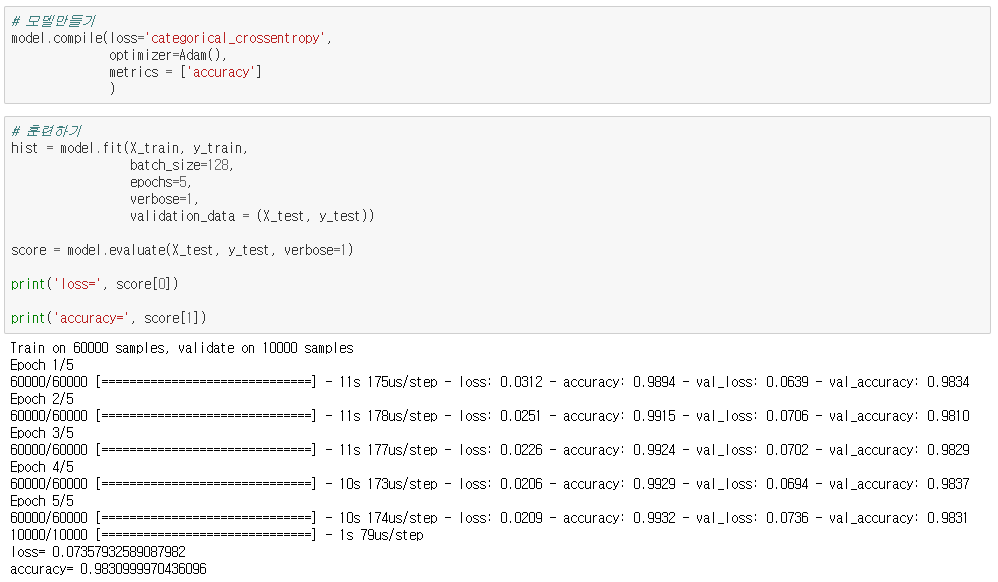 # 모델만들기
model.compile(loss='categorical_crossentropy',
optimizer=Adam(),
metrics = ['accuracy']
)
# 훈련하기
hist = model.fit(X_train, y_train,
batch_size=128,
epochs=5,
verbose=1,
validation_data = (X_test, y_test))
score = model.evaluate(X_test, y_test, verbose=1)
print('loss=', score[0])
print('accuracy=', score[1])
Train on 60000 samples, validate on 10000 samples
Epoch 1/5
60000/60000 [==============================] - 11s 175us/step - loss: 0.0312 - accuracy: 0.9894 - val_loss: 0.0639 - val_accuracy: 0.9834
Epoch 2/5
60000/60000 [==============================] - 11s 178us/step - loss: 0.0251 - accuracy: 0.9915 - val_loss: 0.0706 - val_accuracy: 0.9810
Epoch 3/5
60000/60000 [==============================] - 11s 177us/step - loss: 0.0226 - accuracy: 0.9924 - val_loss: 0.0702 - val_accuracy: 0.9829
Epoch 4/5
60000/60000 [==============================] - 10s 173us/step - loss: 0.0206 - accuracy: 0.9929 - val_loss: 0.0694 - val_accuracy: 0.9837
Epoch 5/5
60000/60000 [==============================] - 10s 174us/step - loss: 0.0209 - accuracy: 0.9932 - val_loss: 0.0736 - val_accuracy: 0.9831
10000/10000 [==============================] - 1s 79us/step
loss= 0.07357932589087982
accuracy= 0.9830999970436096